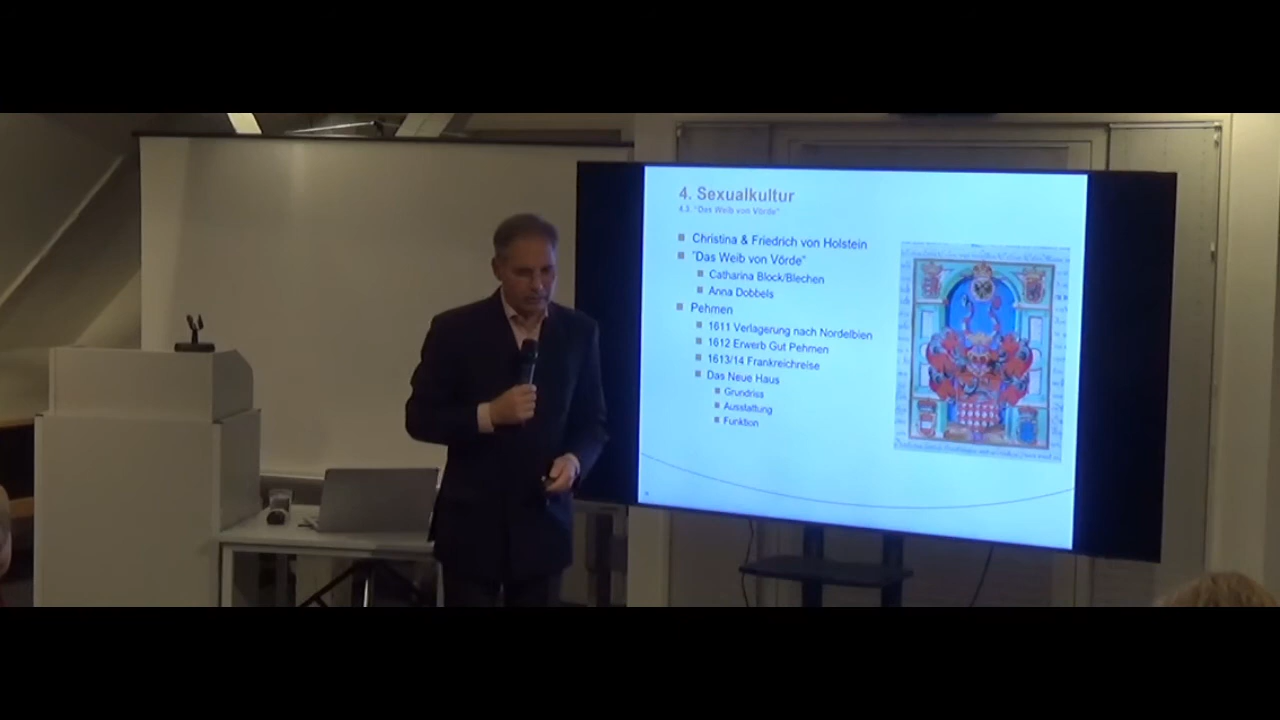 4. Sexualkultur
4.3. "Das Weib von Vörde"
Christina & Friedrich von Holstein
"Das Weib von Vörde"
Catharina Block/Blechen
Anna Dobbels
Pehmen
1611 Verlagerung nach Nordelbien
1612 Erwerb Gut Pehmen
1613/14 Frankreichreise
Das Neue Haus
Grundriss
Ausstattung
Funktion